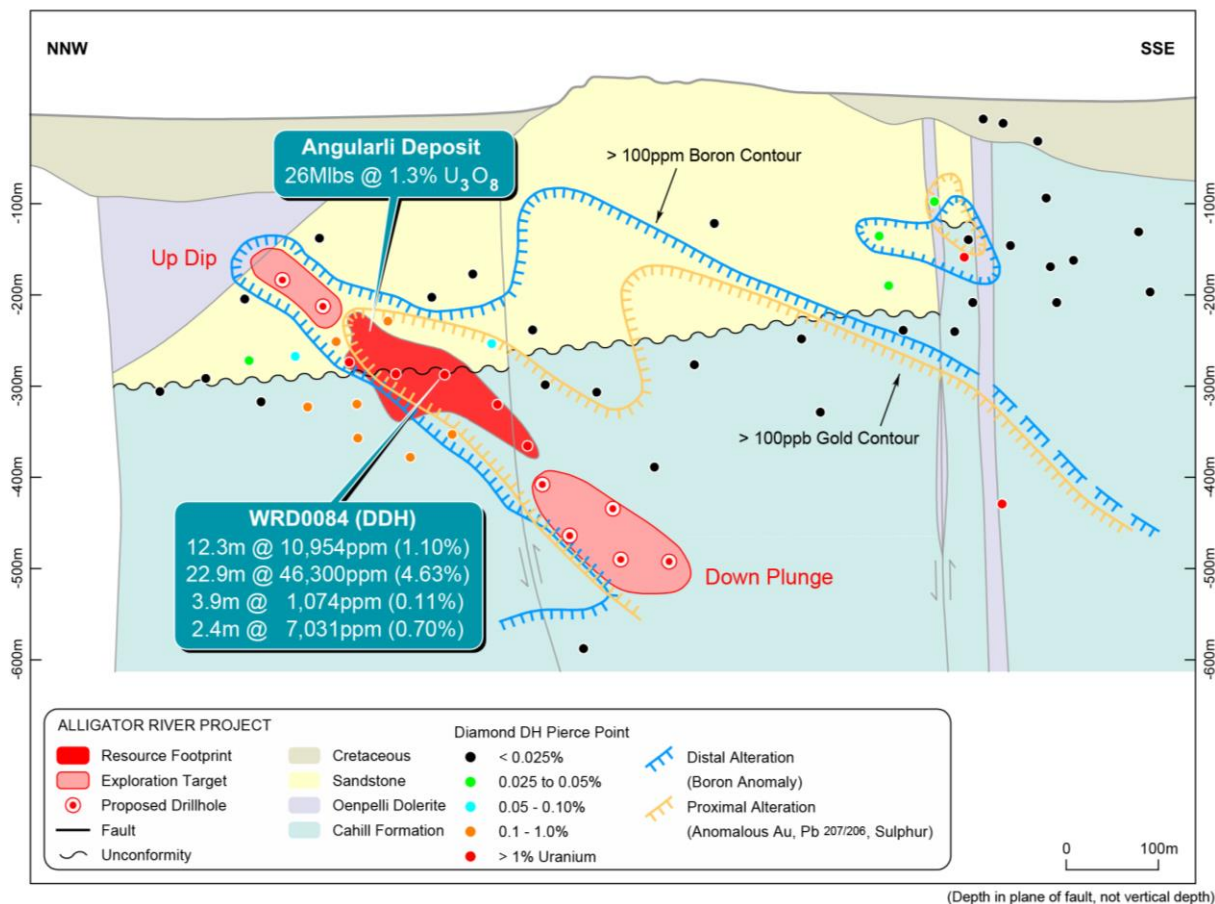 NNW
SSE
Angularli Deposit
26Mlbs @ 1.3% U3O8
> 100ppm Boron Contour
Up Dip
> 100ppb Gold Contour
-100m
-200m
-300m
-400m
-500m
-600m
-100m
-200m
-300m
-400m
-500m
-600m
WRD0084 (DDH)
12.3m @ 10,954ppm (1.10%)
22.9m @ 46,300ppm (4.63%)
3.9m @ 1,074ppm (0.11%)
2.4m @ 7,031ppm (0.70%)
Down Plunge
ALLIGATOR RIVER PROJECT
Resource Footprint
Exploration Target
Proposed Drillhole
Fault
Unconformity
Cretaceous
Sandstone
Oenpelli Dolerite
Cahill Formation
Diamond DH Pierce Point
< 0.025%
0.025 to 0.05%
0.05 - 0.10%
0.1 - 1.0%
> 1% Uranium
Distal Alteration
(Boron Anomaly)
Proximal Alteration
(Anomalous Au, Pb 207/206, Sulphur)
0 100m
(Depth in plane of fault, not vertical depth)